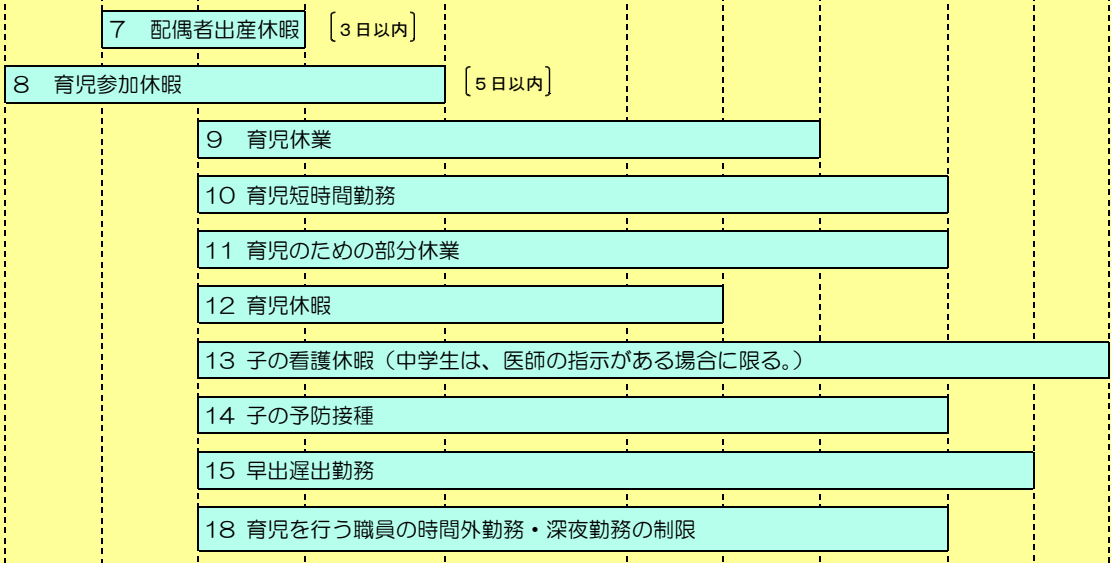 ７　配偶者出産休暇 〔３日以内〕
８　育児参加休暇 〔５日以内〕
９　育児休業
10 育児短時間勤務
11 育児のための部分休業
12 育児休暇
13 子の看護休暇（中学生は、医師の指示がある場合に限る。）
14 子の予防接種
15 早出遅出勤務
18 育児を行う職員の時間外勤務・深夜勤務の制限